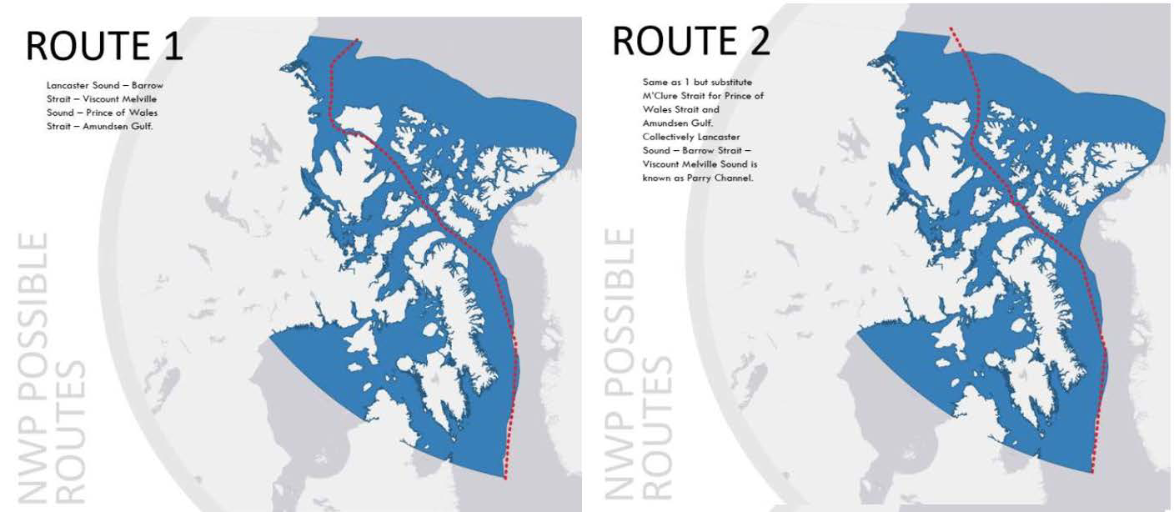 ROUTE 1
Lancaster Sound – Barrow
Strait – Viscount Melville
Sound – Prince of Wales
Strait – Amundsen Gulf.
NWP POSSIBLE
ROUTES
ROUTE 2
Same as 1 but substitute
M'Clure Strait for Prince of
Wales Strait and
Amundsen Gulf.
Collectively Lancaster
Sound – Barrow Strait –
Viscount Melville Sound is
known as Parry Channel.
NWP POSSIBLE
ROUTES